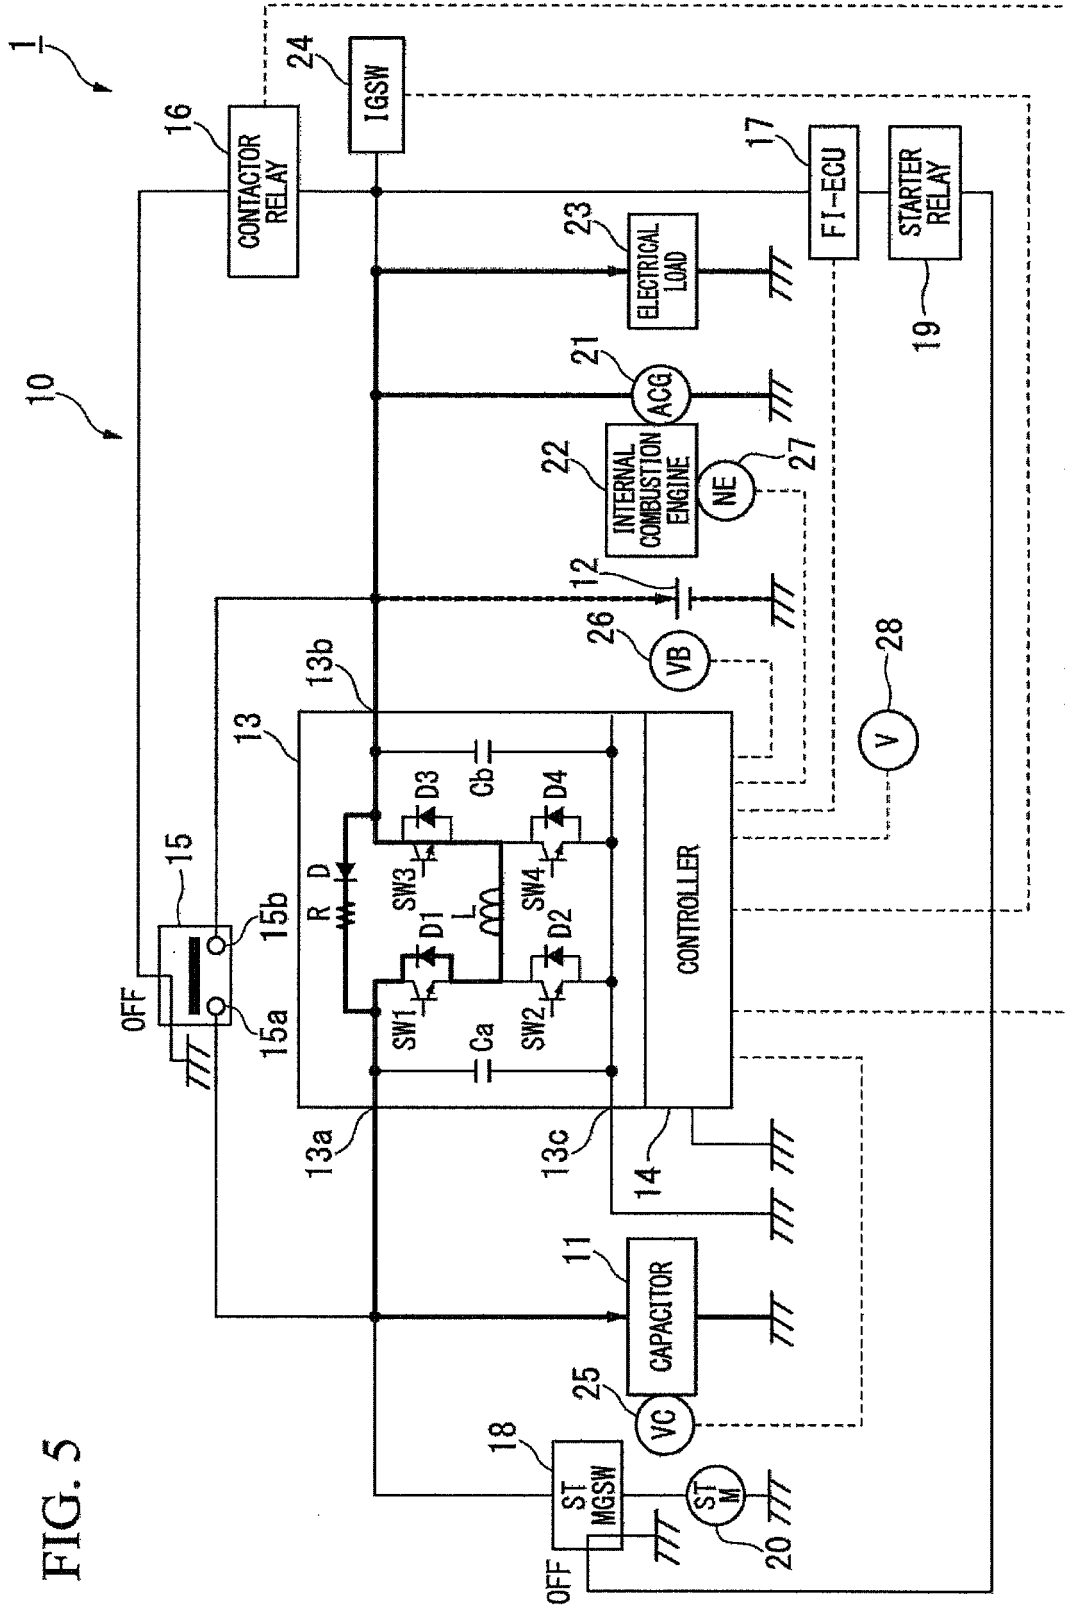 FIG. 5
1
10
16
CONTACTOR
RELAY
24
IGSW
17
FI-ECU
STARTER
RELAY
19
23
ELECTRICAL
LOAD
21
ACG
22
INTERNAL
COMBUSTION
ENGINE
NE
27
12
26
VB
28
V
13b
13
15
OFF
15a
15b
R
D
SW3
D3
Cb
SW4
D4
L
SW1
D1
Ca
SW2
D2
CONTROLLER
13a
13c
14
11
CAPACITOR
25
VC
18
ST
MGSW
OFF
ST
M
20